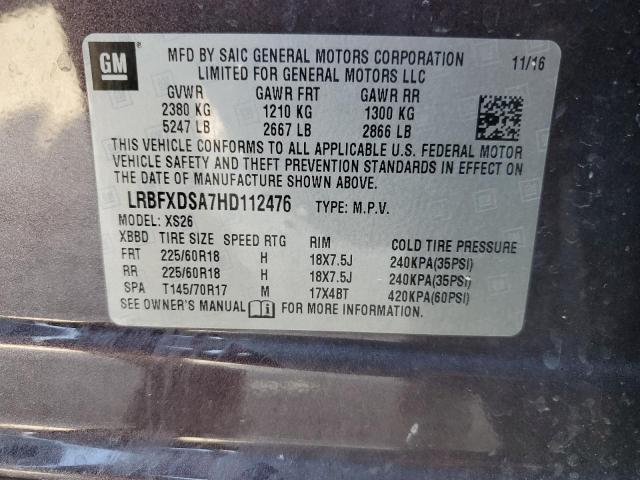 GM
MFD BY SAIC GENERAL MOTORS CORPORATION
LIMITED FOR GENERAL MOTORS LLC
11/16
GVWR GAWR FRT GAWR RR
2380 KG 1210 KG 1300 KG
5247 LB 2667 LB 2866 LB
THIS VEHICLE CONFORMS TO ALL APPLICABLE U.S. FEDERAL MOTOR
VEHICLE SAFETY AND THEFT PREVENTION STANDARDS IN EFFECT ON
THE DATE OF MANUFACTURE SHOWN ABOVE.
LRBFXDSA7HD112476 TYPE: M.P.V.
MODEL: XS26
XBBD TIRE SIZE SPEED RTG RIM COLD TIRE PRESSURE
FRT 225/60R18 H 18X7.5J 240KPA(35PSI)
RR 225/60R18 H 18X7.5J 240KPA(35PSI)
SPA T145/70R17 M 17X4BT 420KPA(60PSI)
SEE OWNER'S MANUAL FOR MORE INFORMATION.